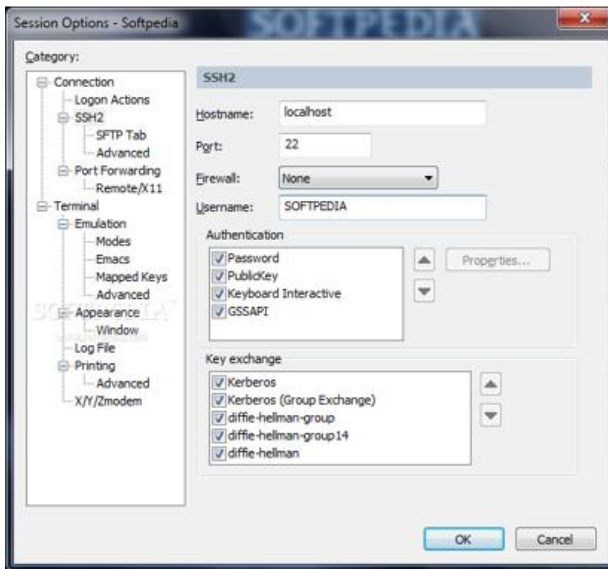 Session Options - Softpedia
SOFTPEDIA
Category:
Connection
Logon Actions
SSH2
SFTP Tab
Advanced
Port Forwarding
Remote/X11
Terminal
Emulation
Modes
Emacs
Mapped Keys
Advanced
Appearance
Window
Log File
Printing
Advanced
X/Y/Zmodem
SSH2
Hostname: localhost
Port: 22
Firewall: None
Username: SOFTPEDIA
Authentication
Password
PublicKey
Keyboard Interactive
GSSAPI
Properties...
Key exchange
Kerberos
Kerberos (Group Exchange)
diffie-hellman-group
diffie-hellman-group14
diffie-hellman
OK Cancel